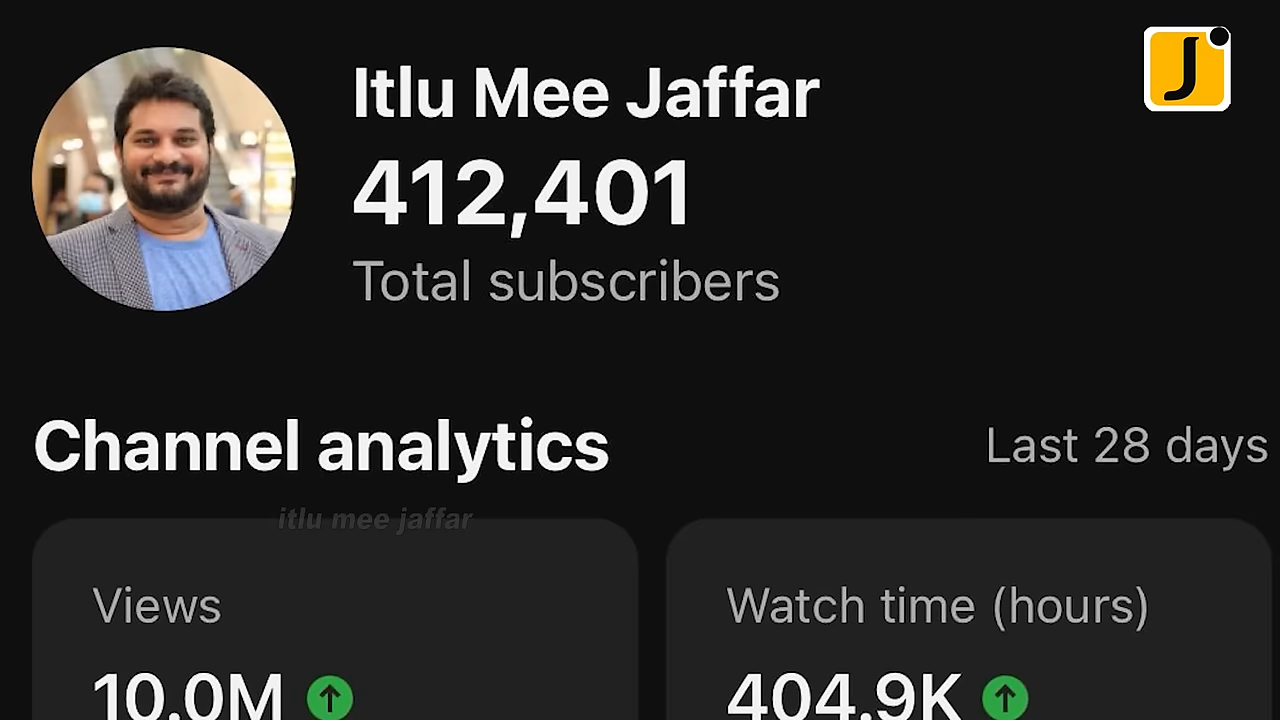 Itlu Mee Jaffar
J
412,401
Total subscribers
Channel analytics
Last 28 days
itlu mee jaffar
Views
Watch time (hours)
10.0M
404.9K